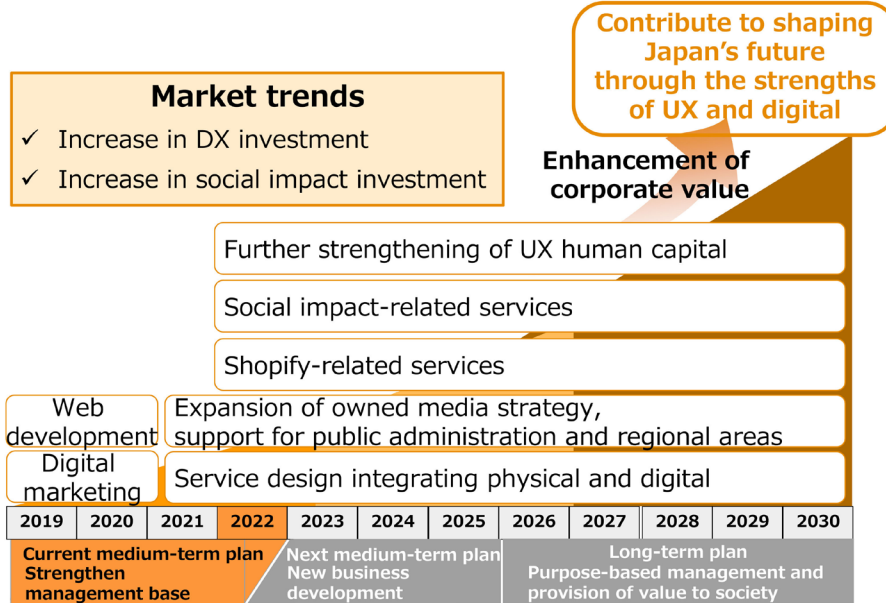 Contribute to shaping
Japan's future
through the strengths
of UX and digital
Market trends
✓ Increase in DX investment
✓ Increase in social impact investment
Enhancement of
corporate value
Further strengthening of UX human capital
Social impact-related services
Shopify-related services
Web
development
Expansion of owned media strategy,
support for public administration and regional areas
Digital
marketing
Service design integrating physical and digital
2019 2020 2021 2022 2023 2024 2025 2026 2027 2028 2029 2030
Current medium-term plan
Strengthen
management base
Next medium-term plan
New business
development
Long-term plan
Purpose-based management and
provision of value to society